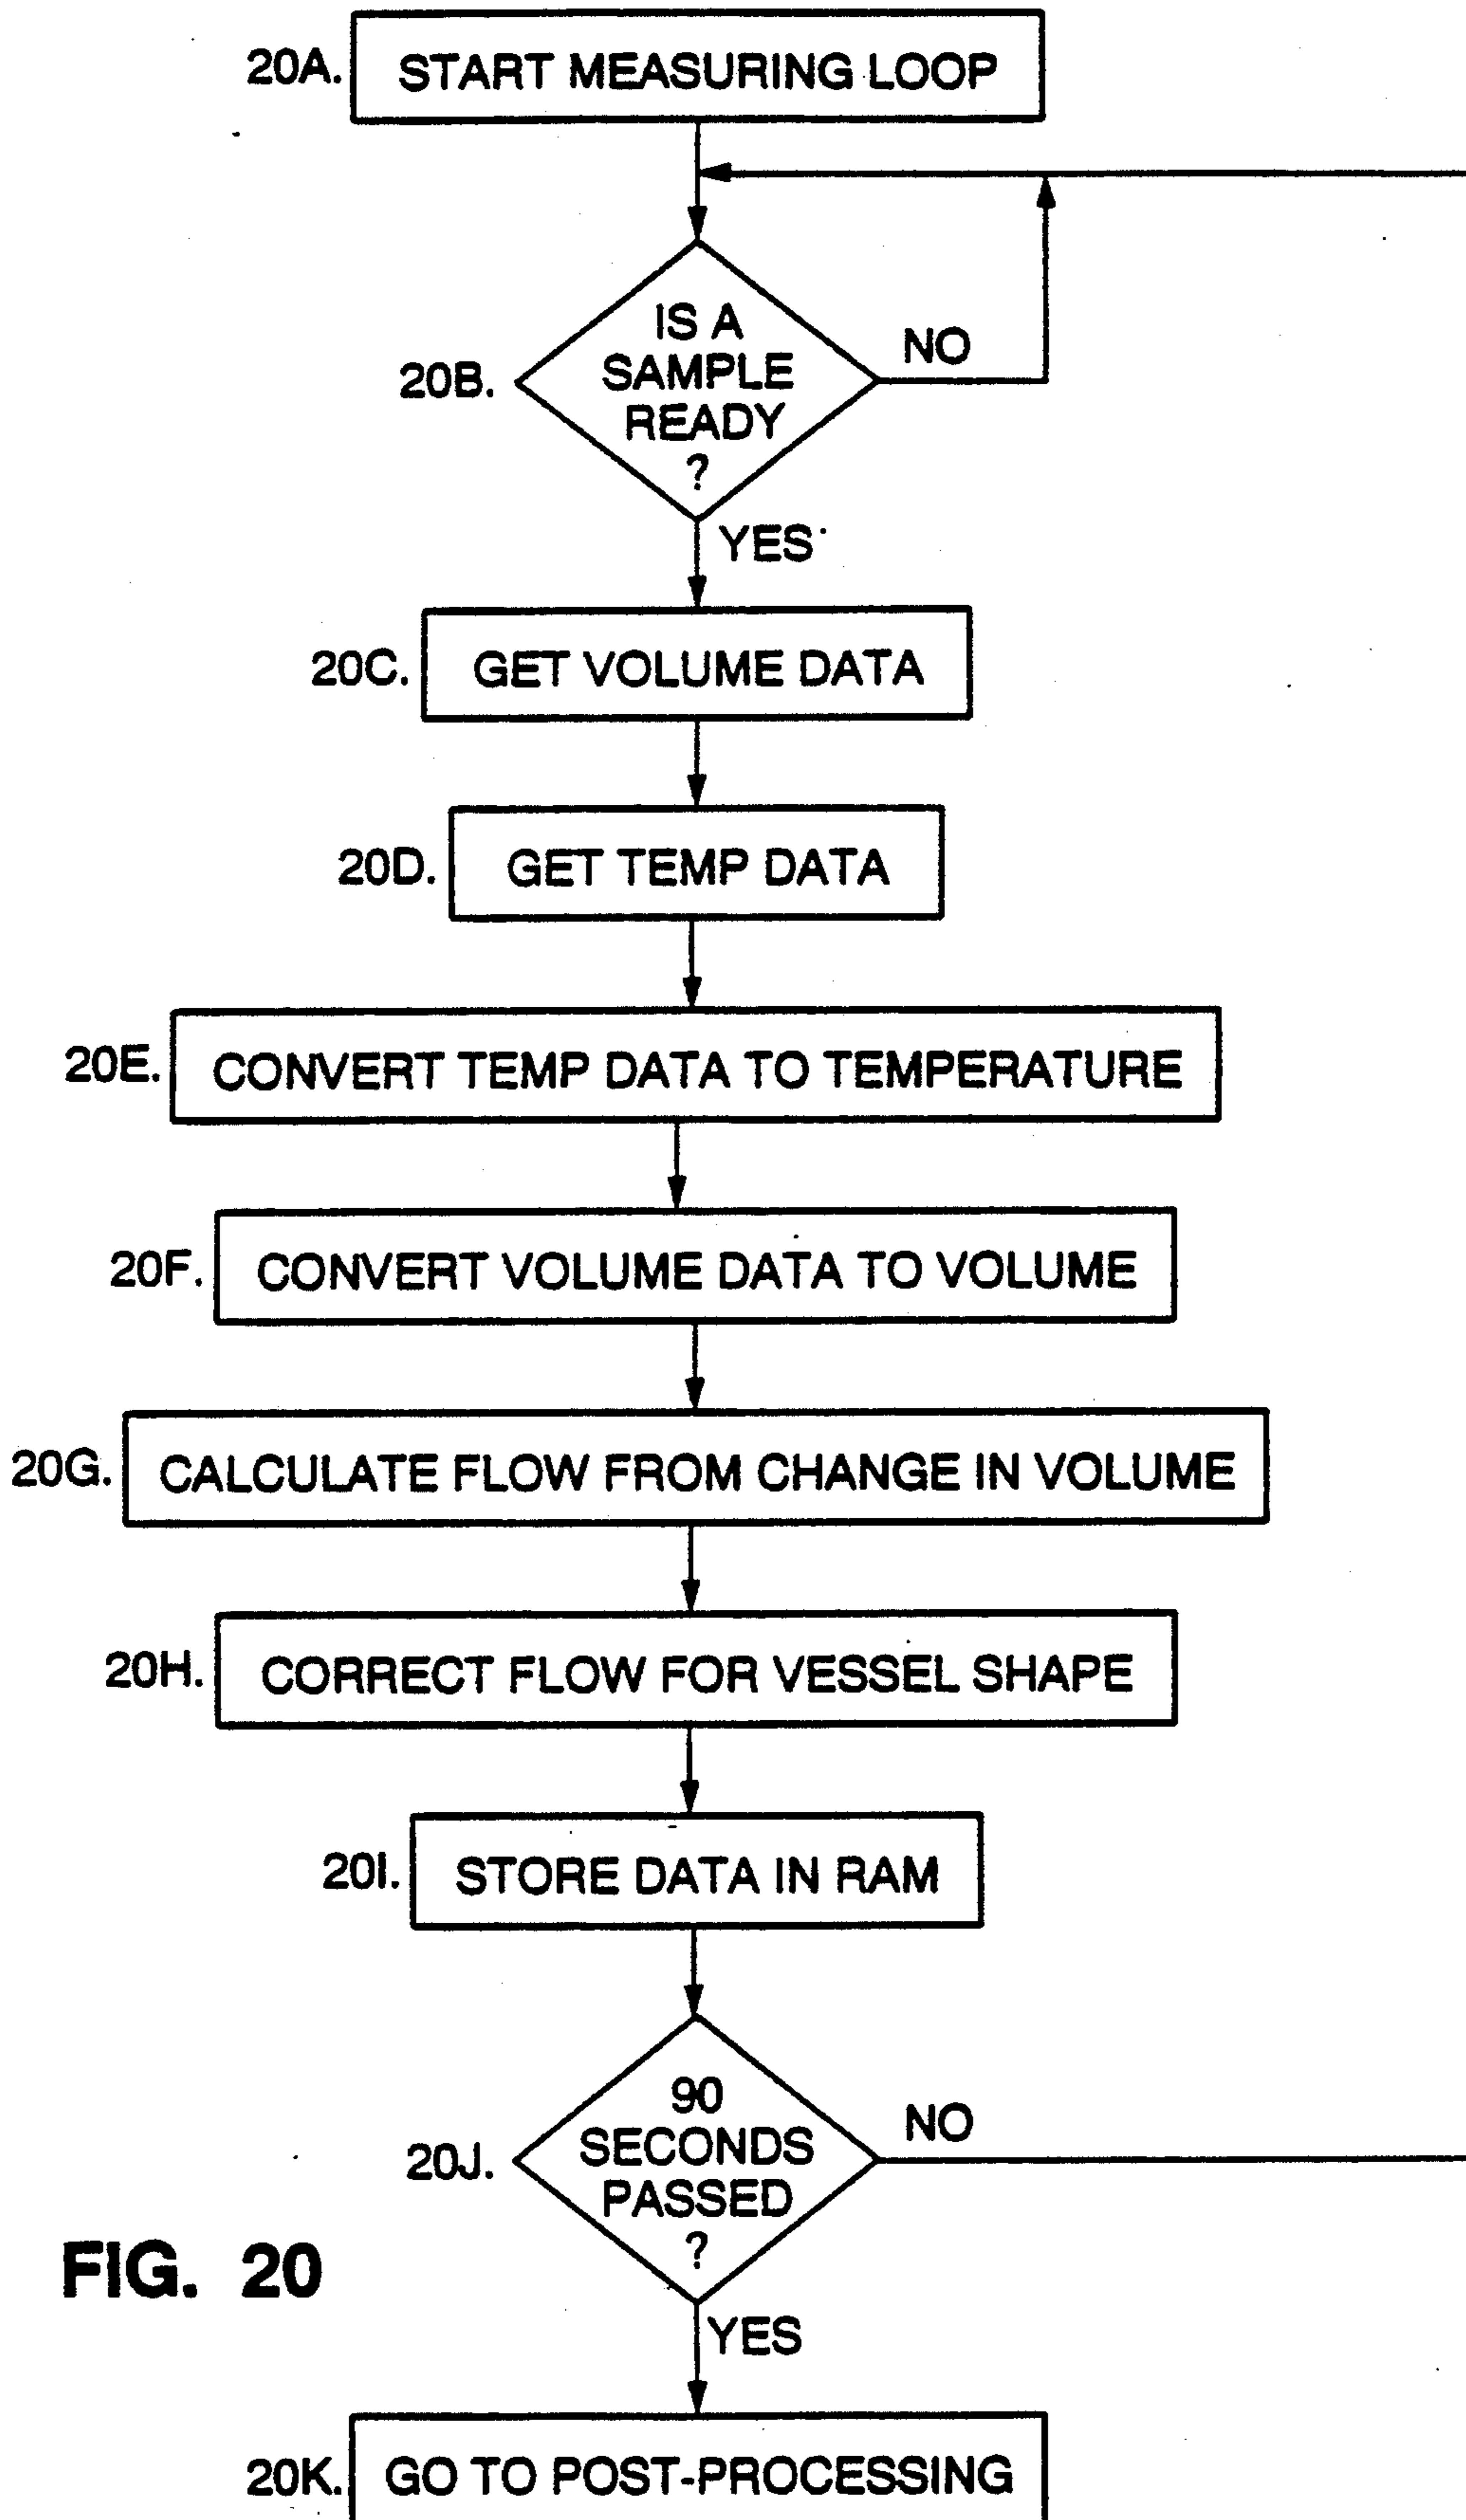 20A. START MEASURING LOOP
20B. IS A
SAMPLE
READY
?
NO
YES
20C. GET VOLUME DATA
20D. GET TEMP DATA
20E. CONVERT TEMP DATA TO TEMPERATURE
20F. CONVERT VOLUME DATA TO VOLUME
20G. CALCULATE FLOW FROM CHANGE IN VOLUME
20H. CORRECT FLOW FOR VESSEL SHAPE
20I. STORE DATA IN RAM
20J. 90
SECONDS
PASSED
?
NO
YES
FIG. 20
20K. GO TO POST-PROCESSING